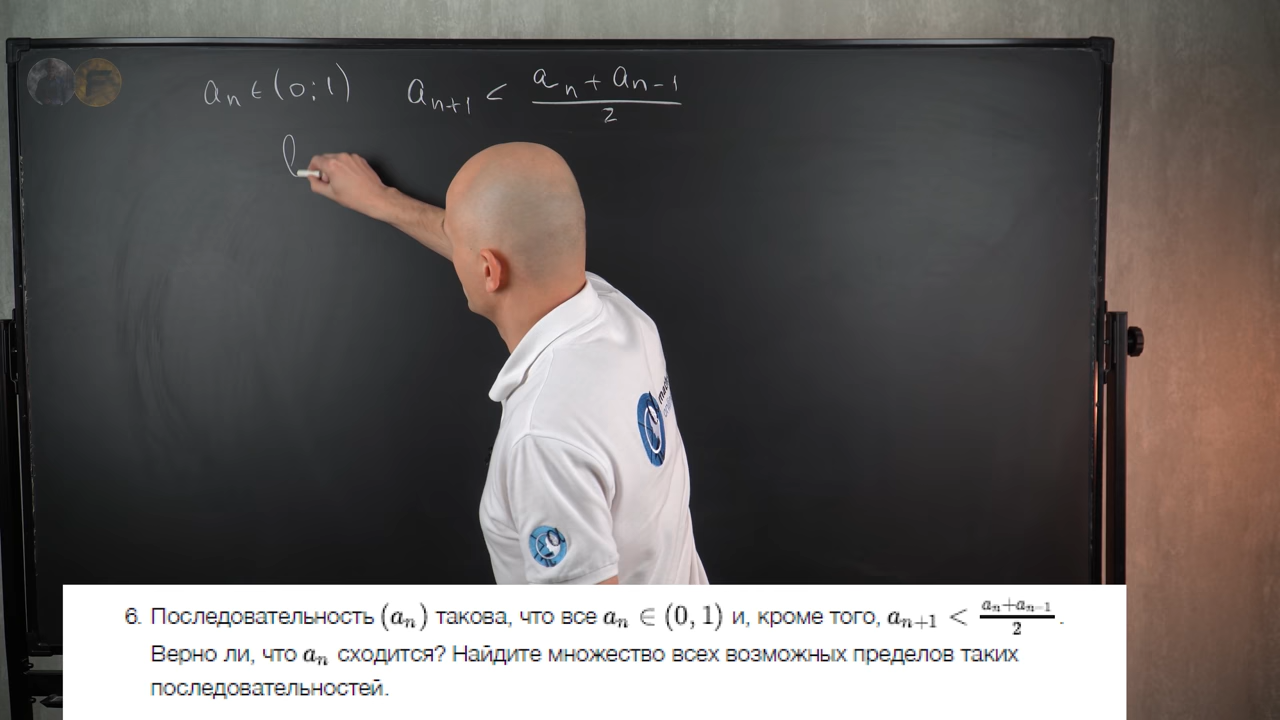 aₙ ∈ (0;1) aₙ₊₁ < (aₙ + aₙ₋₁)/2
6. Последовательность (aₙ) такова, что все aₙ ∈ (0, 1) и, кроме того, aₙ₊₁ < (aₙ+aₙ₋₁)/2 .
Верно ли, что aₙ сходится? Найдите множество всех возможных пределов таких
последовательностей.